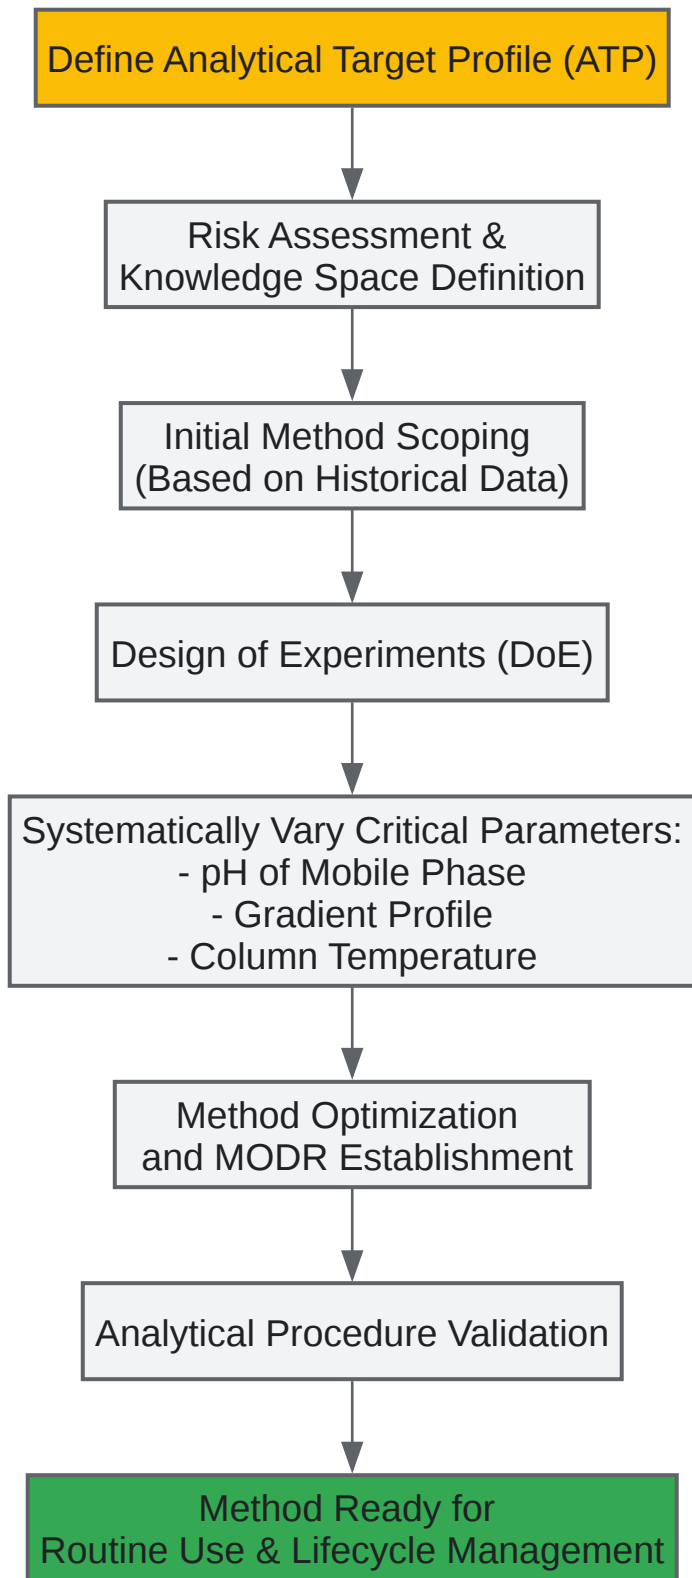 Define Analytical Target Profile (ATP)
Risk Assessment &
Knowledge Space Definition
Initial Method Scoping
(Based on Historical Data)
Design of Experiments (DoE)
Systematically Vary Critical Parameters:
- pH of Mobile Phase
- Gradient Profile
- Column Temperature
Method Optimization
and MODR Establishment
Analytical Procedure Validation
Method Ready for
Routine Use & Lifecycle Management